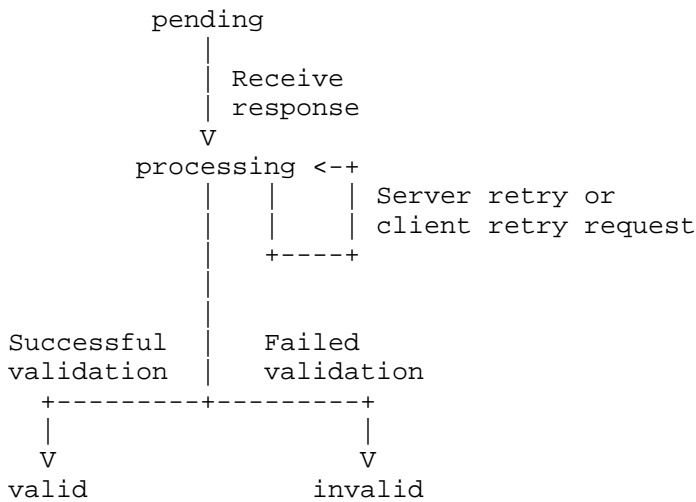 pending
Receive
response
processing
Server retry or
client retry request
Successful Failed
validation validation
valid invalid